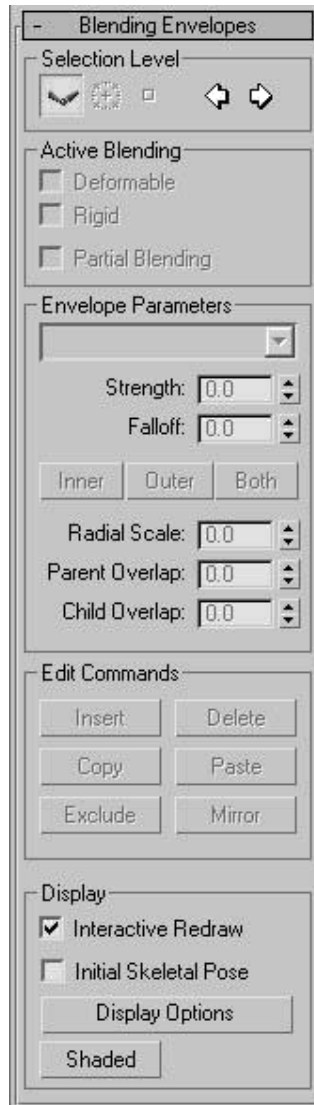 - Blending Envelopes
Selection Level
Active Blending
Deformable
Rigid
Partial Blending
Envelope Parameters
Strength: 0.0
Falloff: 0.0
Inner Outer Both
Radial Scale: 0.0
Parent Overlap: 0.0
Child Overlap: 0.0
Edit Commands
Insert Delete
Copy Paste
Exclude Mirror
Display
Interactive Redraw
Initial Skeletal Pose
Display Options
Shaded